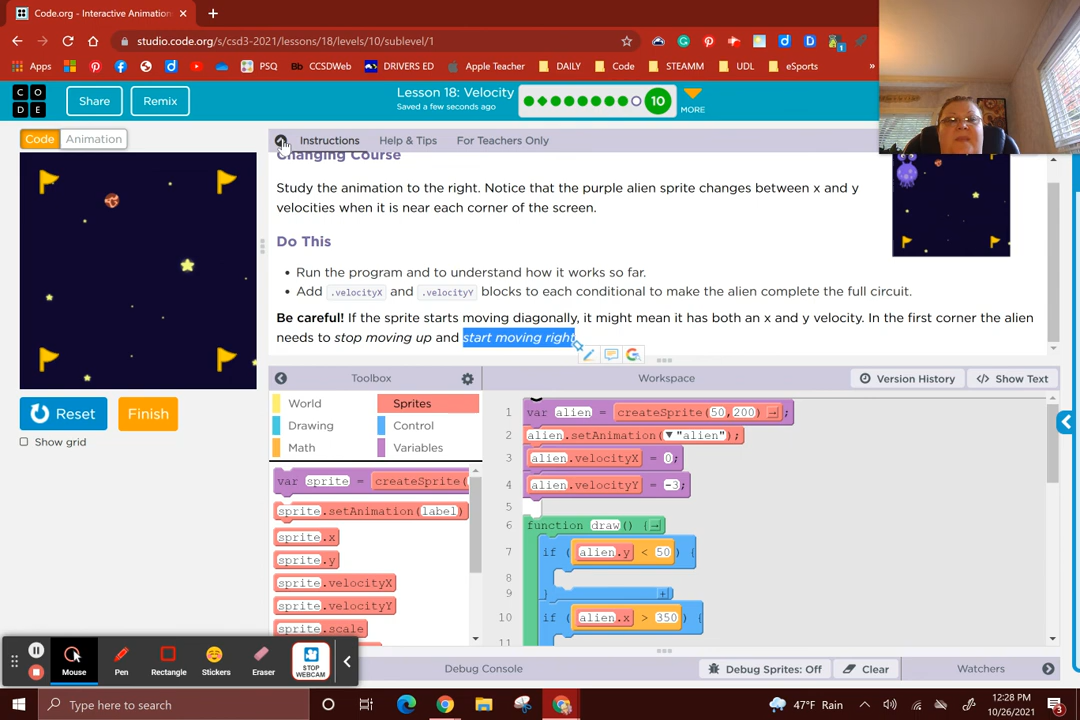 Code.org - Interactive Animation
studio.code.org/s/csd3-2021/lessons/18/levels/10/sublevel/1
Apps
PSQ
Bb CCSDWeb
DRIVERS ED
Apple Teacher
DAILY
Code
STEAMM
UDL
eSports
»
C O
D E
Share
Remix
Lesson 18: Velocity
Saved a few seconds ago
10
MORE
Code
Animation
Instructions
Help & Tips
For Teachers Only
Changing Course
Study the animation to the right. Notice that the purple alien sprite changes between x and y
velocities when it is near each corner of the screen.
Do This
• Run the program and to understand how it works so far.
• Add .velocityX and .velocityY blocks to each conditional to make the alien complete the full circuit.
Be careful! If the sprite starts moving diagonally, it might mean it has both an x and y velocity. In the first corner the alien
needs to stop moving up and start moving right
Toolbox
Workspace
Version History
</> Show Text
Reset
Finish
Show grid
World
Sprites
Drawing
Control
Math
Variables
var sprite = createSprite(
sprite.setAnimation(label)
sprite.x
sprite.y
sprite.velocityX
sprite.velocityY
sprite.scale
1 var alien = createSprite(50,200);
2 alien.setAnimation("alien");
3 alien.velocityX = 0;
4 alien.velocityY = -3;
5
6 function draw() {
7 if (alien.y < 50) {
8
9 }
10 if (alien.x > 350) {
11
Mouse
Pen
Rectangle
Stickers
Eraser
STOP WEBCAM
Debug Console
Debug Sprites: Off
Clear
Watchers
Type here to search
47°F Rain
12:28 PM
10/26/2021
3